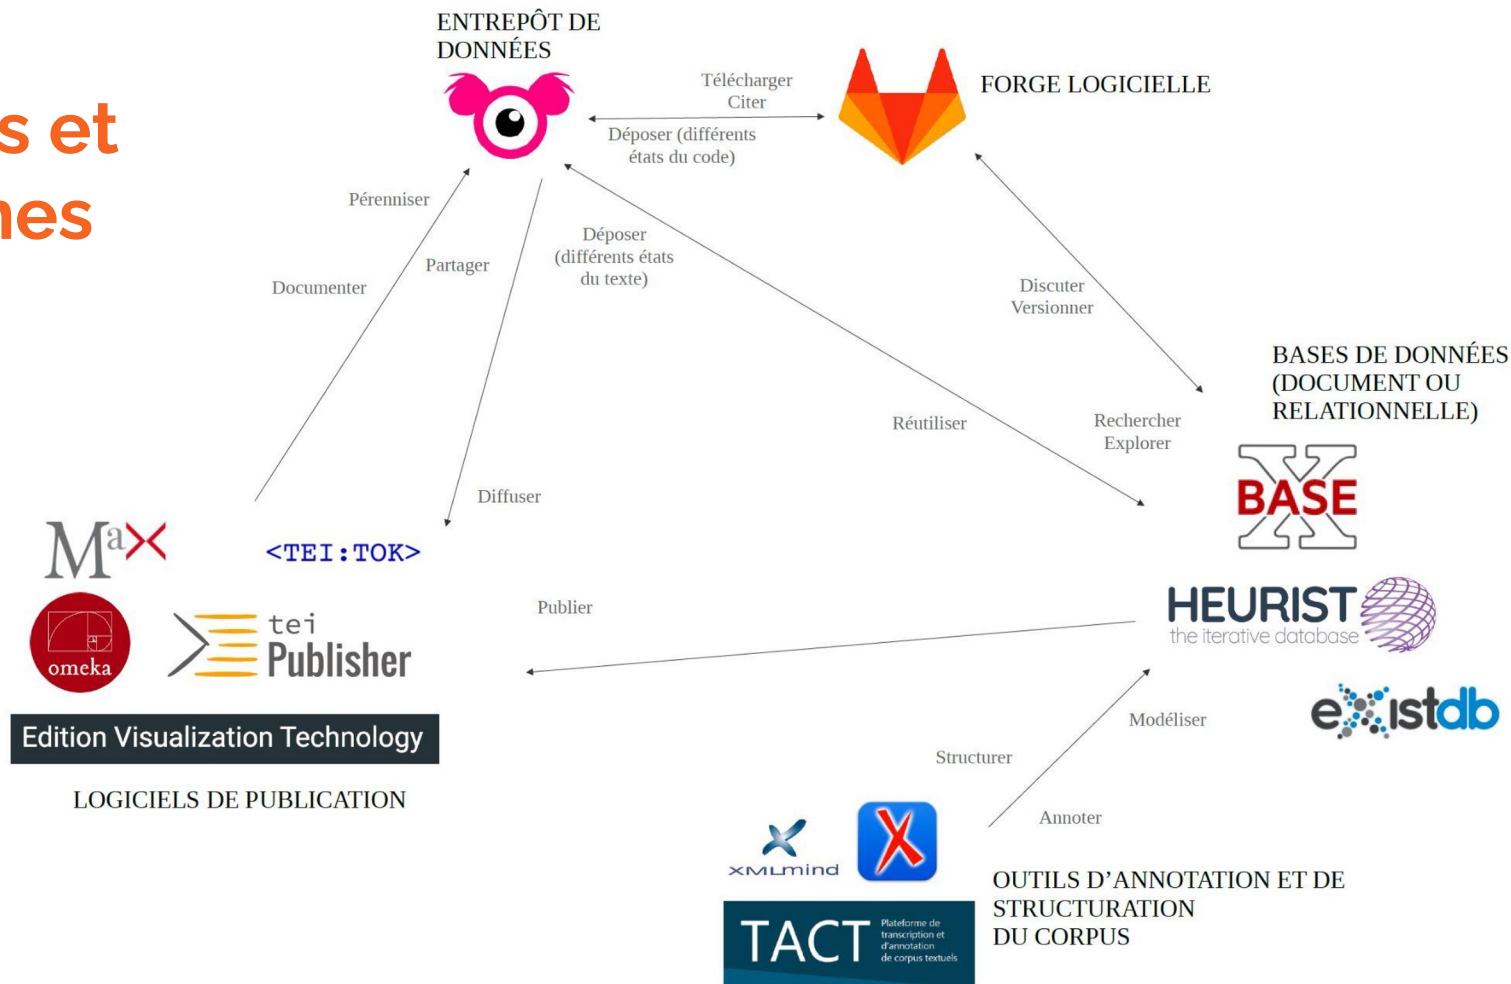 s et
nes
ENTREPÔT DE
DONNÉES
Télécharger
Citer
FORGE LOGICIELLE
Déposer (différents
états du code)
Pérenniser
Déposer
(différents états
du texte)
Partager
Documenter
Discuter
Versionner
BASES DE DONNÉES
(DOCUMENT OU
RELATIONNELLE)
Réutiliser
Rechercher
Explorer
X
BASE
Diffuser
MaX
<TEI:TOK>
Publier
HEURIST
the iterative database
omeka
tei
Publisher
eXistdb
Modéliser
Edition Visualization Technology
Structurer
LOGICIELS DE PUBLICATION
Annoter
XMLmind
X
OUTILS D’ANNOTATION ET DE
STRUCTURATION
DU CORPUS
TACT
Plateforme de
transcription et
d'annotation
de corpus textuels